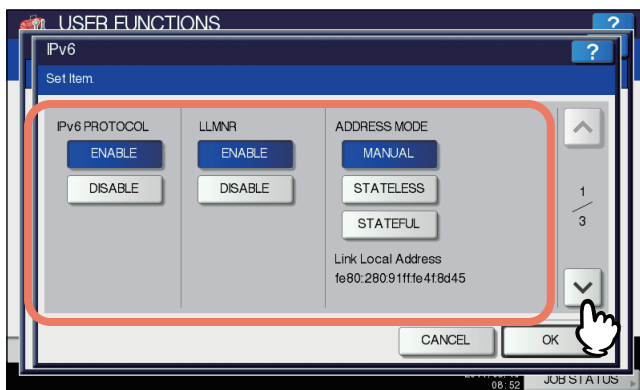 USER FUNCTIONS
?
IPv6
?
Set Item.
IPv6 PROTOCOL
ENABLE
DISABLE
LLMNR
ENABLE
DISABLE
ADDRESS MODE
MANUAL
STATELESS
STATEFUL
Link Local Address
fe80::280:91ff:fe4f:8d45
1
3
CANCEL
OK
08:52
JOB STATUS